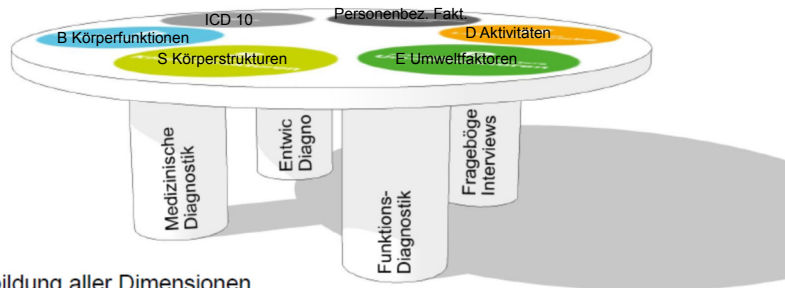 ICD 10
Personenbez. Fakt.
B Körperfunktionen
D Aktivitäten
S Körperstrukturen
E Umweltfaktoren
Medizinische
Diagnostik
Entwic
Diagno
Funktions-
Diagnostik
Frageböge
Interviews
bildung aller Dimensionen